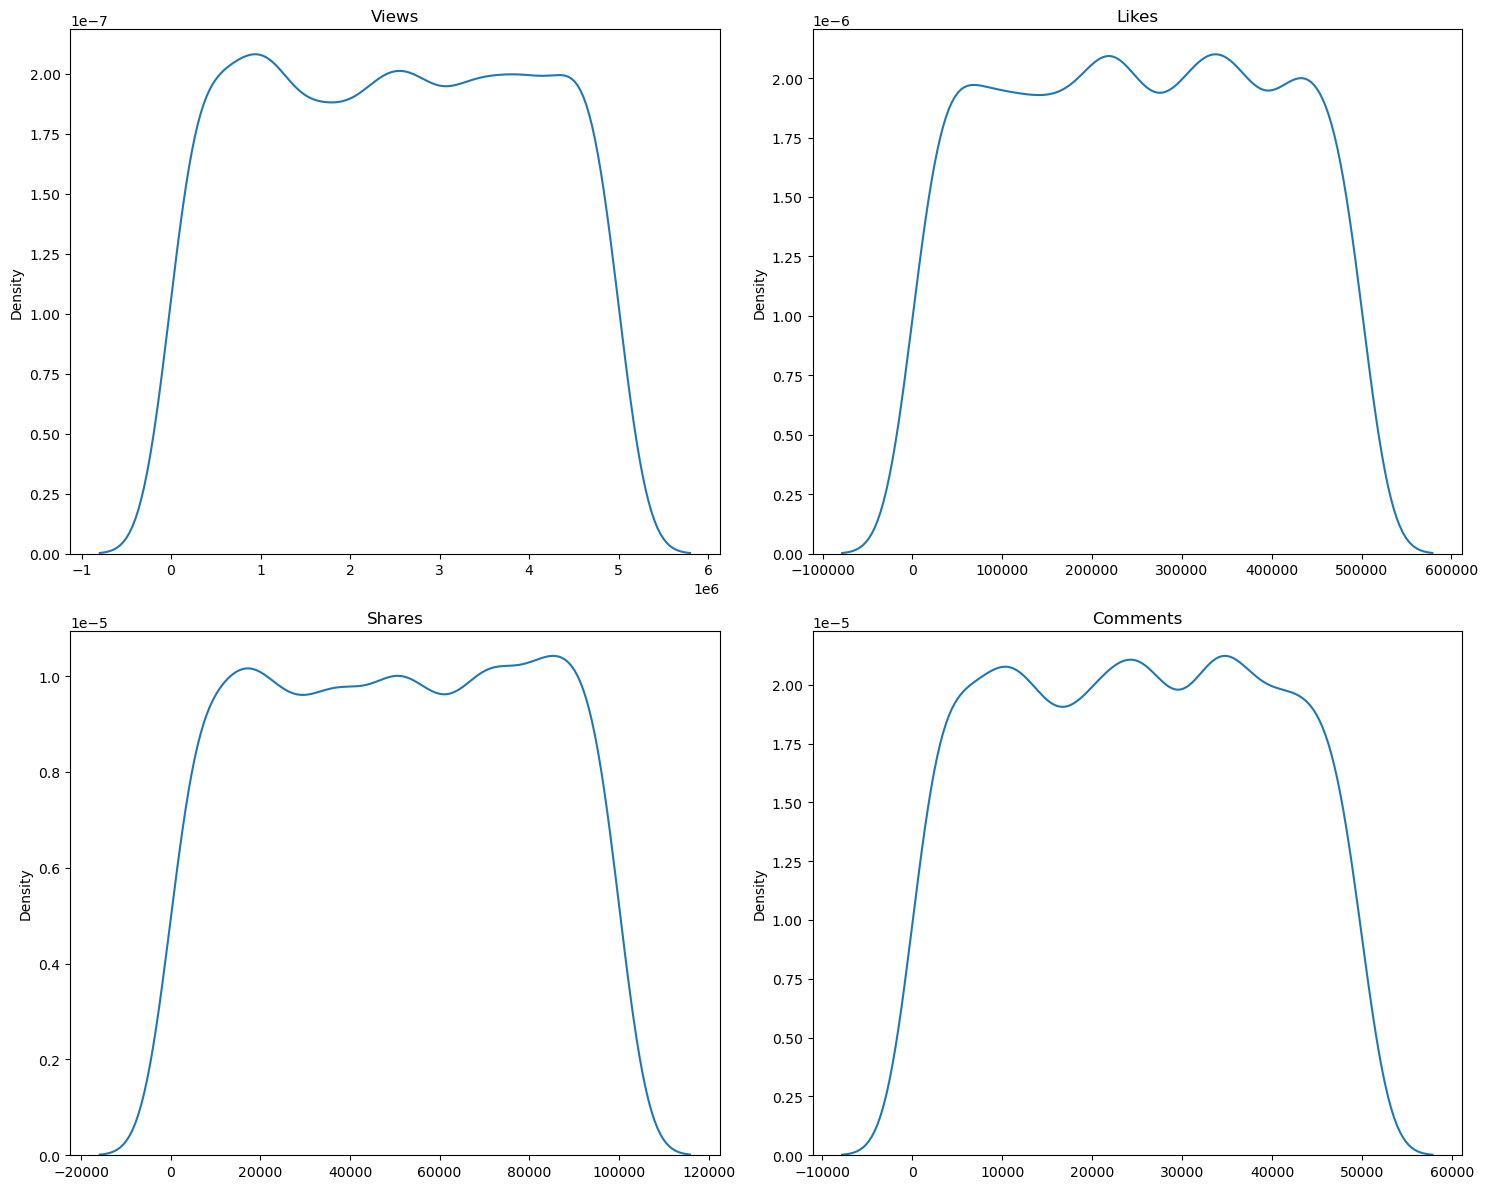 Views
1e−7
Density
2.00
1.75
1.50
1.25
1.00
0.75
0.50
0.25
0.00
−1 0 1 2 3 4 5 6
1e6
Likes
1e−6
Density
2.00
1.75
1.50
1.25
1.00
0.75
0.50
0.25
0.00
−100000 0 100000 200000 300000 400000 500000 600000
Shares
1e−5
Density
1.0
0.8
0.6
0.4
0.2
0.0
−20000 0 20000 40000 60000 80000 100000 120000
Comments
1e−5
Density
2.00
1.75
1.50
1.25
1.00
0.75
0.50
0.25
0.00
−10000 0 10000 20000 30000 40000 50000 60000